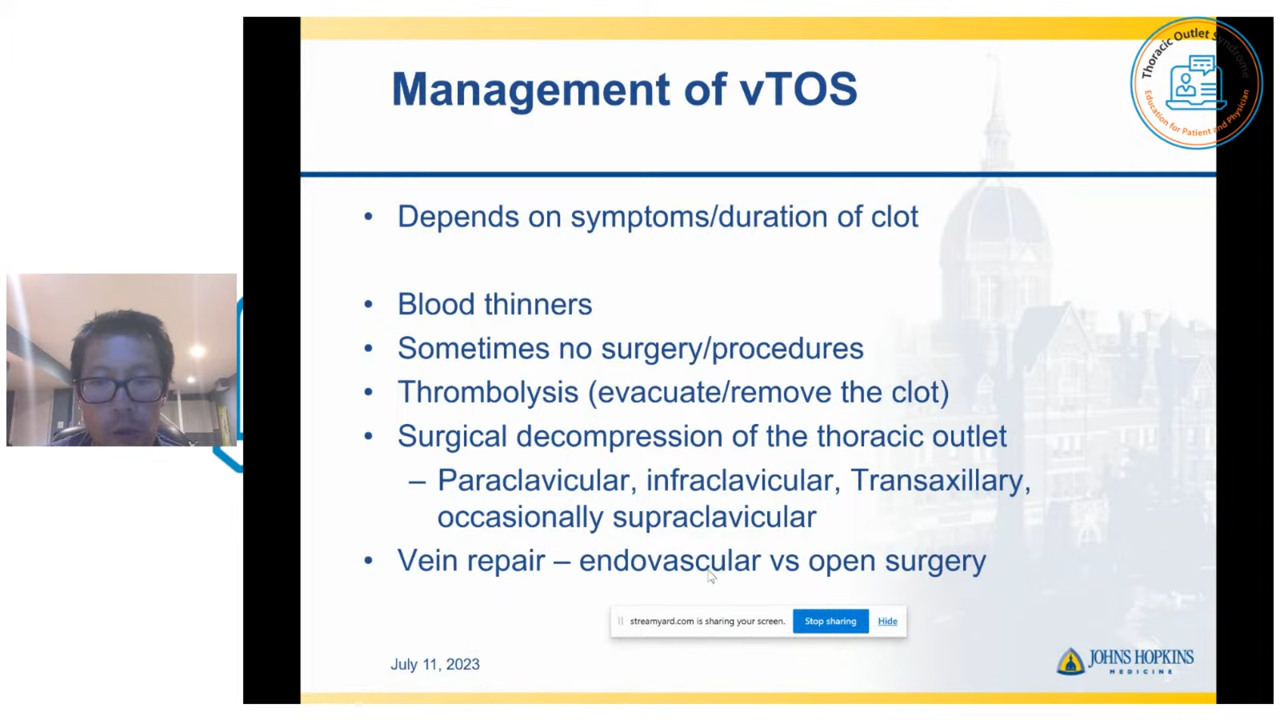 Thoracic Outlet Syndrome
Education for Patient and Physician
Management of vTOS
• Depends on symptoms/duration of clot
• Blood thinners
• Sometimes no surgery/procedures
• Thrombolysis (evacuate/remove the clot)
• Surgical decompression of the thoracic outlet
– Paraclavicular, infraclavicular, Transaxillary,
occasionally supraclavicular
• Vein repair – endovascular vs open surgery
streamyard.com is sharing your screen. Stop sharing Hide
July 11, 2023
JOHNS HOPKINS
MEDICINE